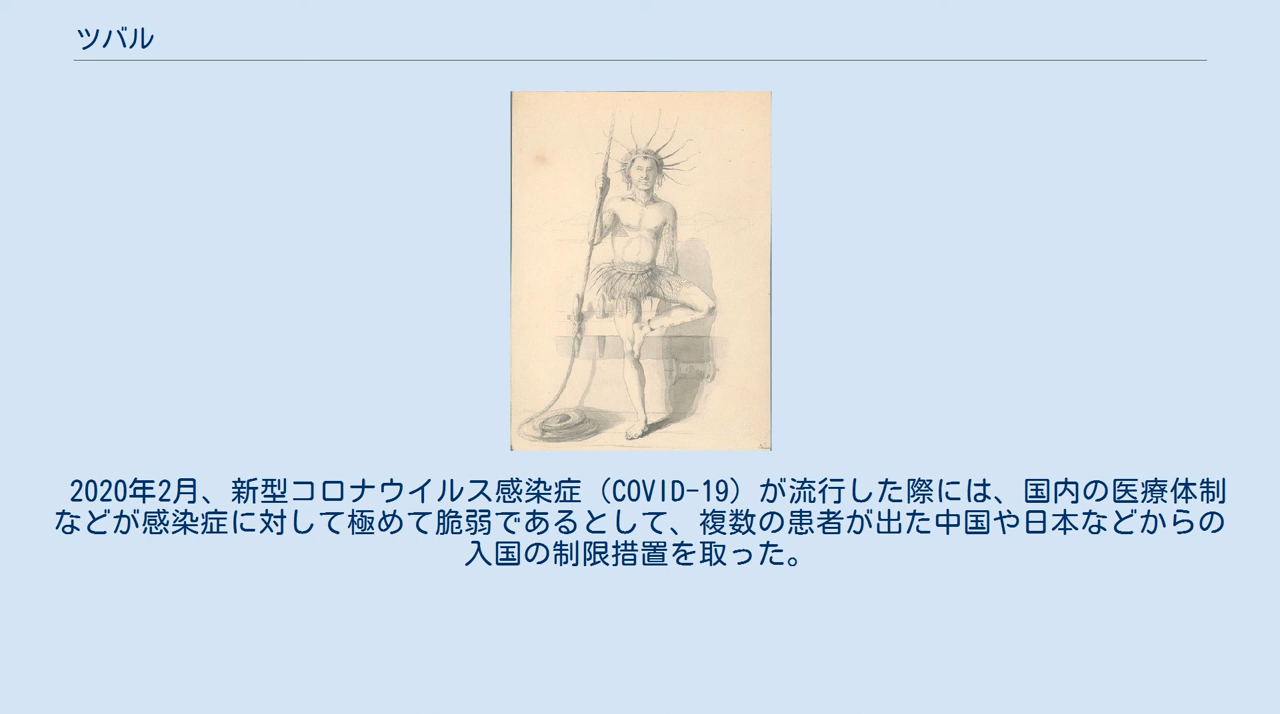 ツバル
2020年2月、新型コロナウイルス感染症（COVID-19）が流行した際には、国内の医療体制
などが感染症に対して極めて脆弱であるとして、複数の患者が出た中国や日本などからの
入国の制限措置を取った。